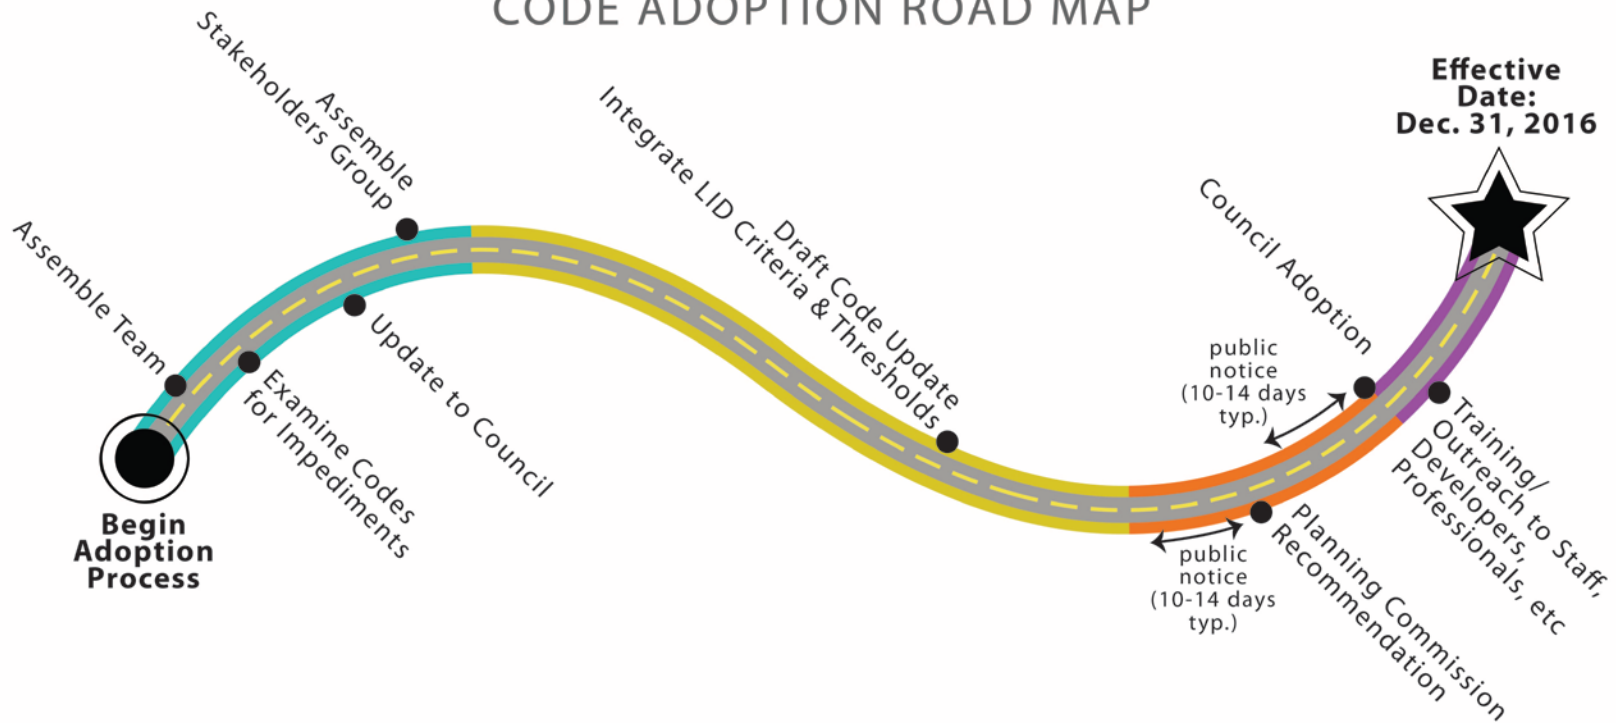 CODE ADOPTION ROAD MAP
Begin
Adoption
Process
Assemble Team
Examine Codes
for Impediments
Update to Council
Assemble
Stakeholders Group
Draft Code Update
Integrate LID Criteria & Thresholds
public
notice
(10-14 days
typ.)
Planning Commission
Recommendation
public
notice
(10-14 days
typ.)
Council Adoption
Training/
Outreach to Staff,
Developers,
Professionals, etc
Effective
Date:
Dec. 31, 2016